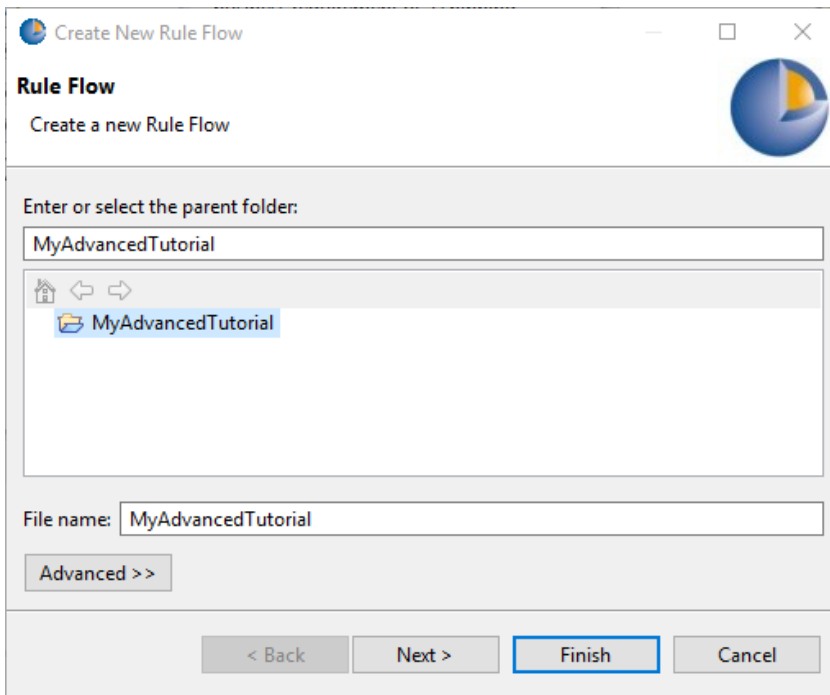 Create New Rule Flow
Rule Flow
Create a new Rule Flow
Enter or select the parent folder:
MyAdvancedTutorial
MyAdvancedTutorial
File name: MyAdvancedTutorial
Advanced >>
< Back Next > Finish Cancel